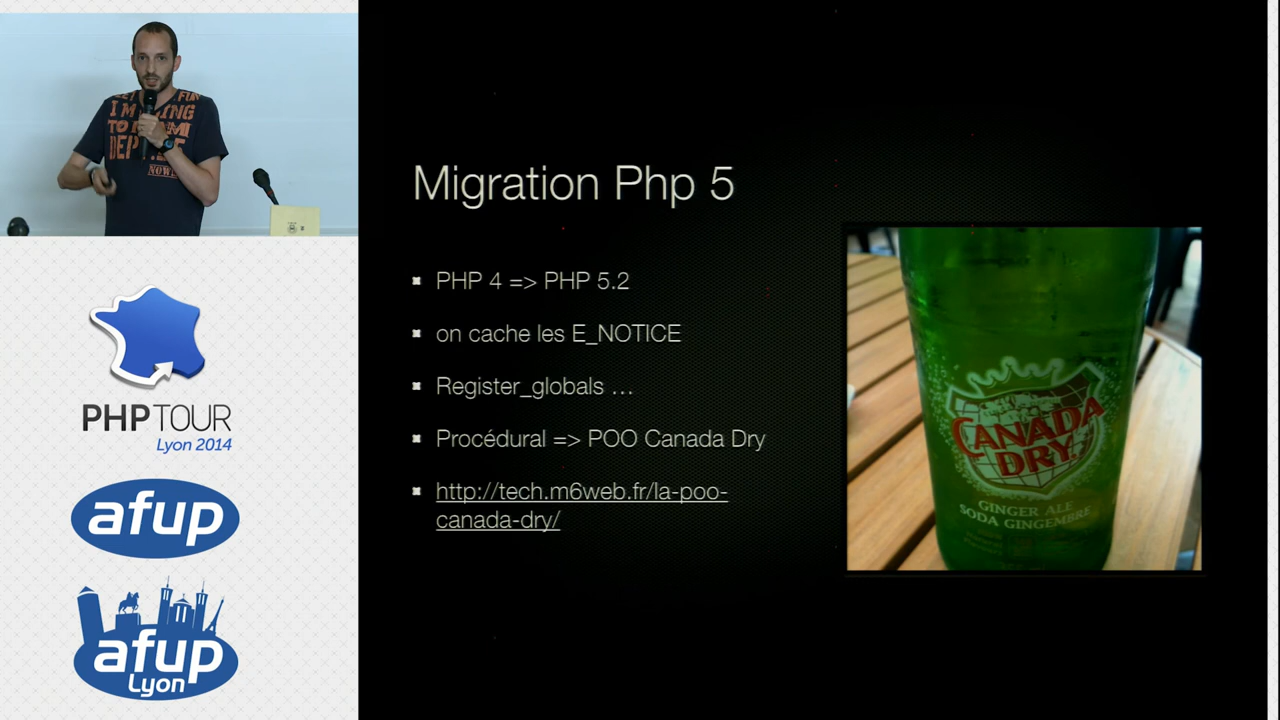 I'M
TO
NOW
PHP TOUR
Lyon 2014
afup
afup
Lyon
Migration Php 5
PHP 4 => PHP 5.2
on cache les E_NOTICE
Register_globals ...
Procédural => POO Canada Dry
http://tech.m6web.fr/la-poo-
canada-dry/
CANADA
DRY
GINGER ALE
SODA GINGEMBRE